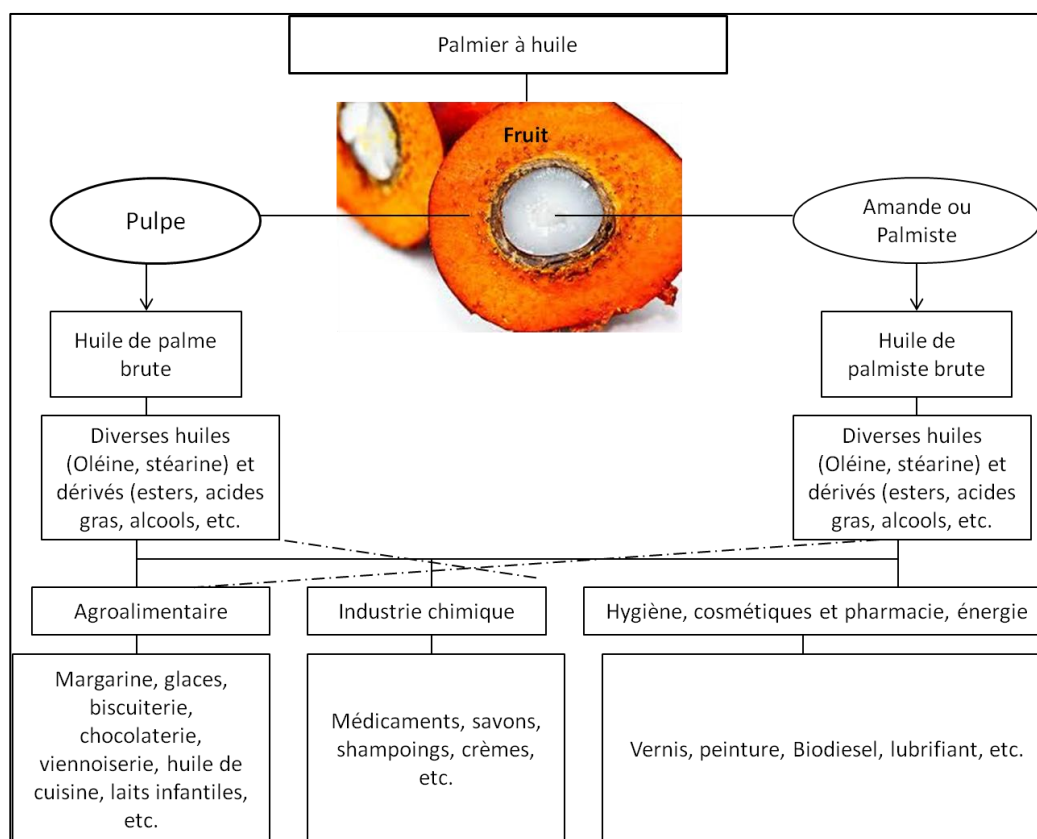 Palmier à huile
Fruit
Pulpe
Amande ou
Palmiste
Huile de palme
brute
Huile de
palmiste brute
Diverses huiles
(Oléine, stéarine) et
dérivés (esters, acides
gras, alcools, etc.
Diverses huiles
(Oléine, stéarine) et
dérivés (esters, acides
gras, alcools, etc.
Agroalimentaire
Industrie chimique
Hygiène, cosmétiques et pharmacie, énergie
Margarine, glaces,
biscuiterie,
chocolaterie,
viennoiserie, huile de
cuisine, laits infantiles,
etc.
Médicaments, savons,
shampoings, crèmes,
etc.
Vernis, peinture, Biodiesel, lubrifiant, etc.